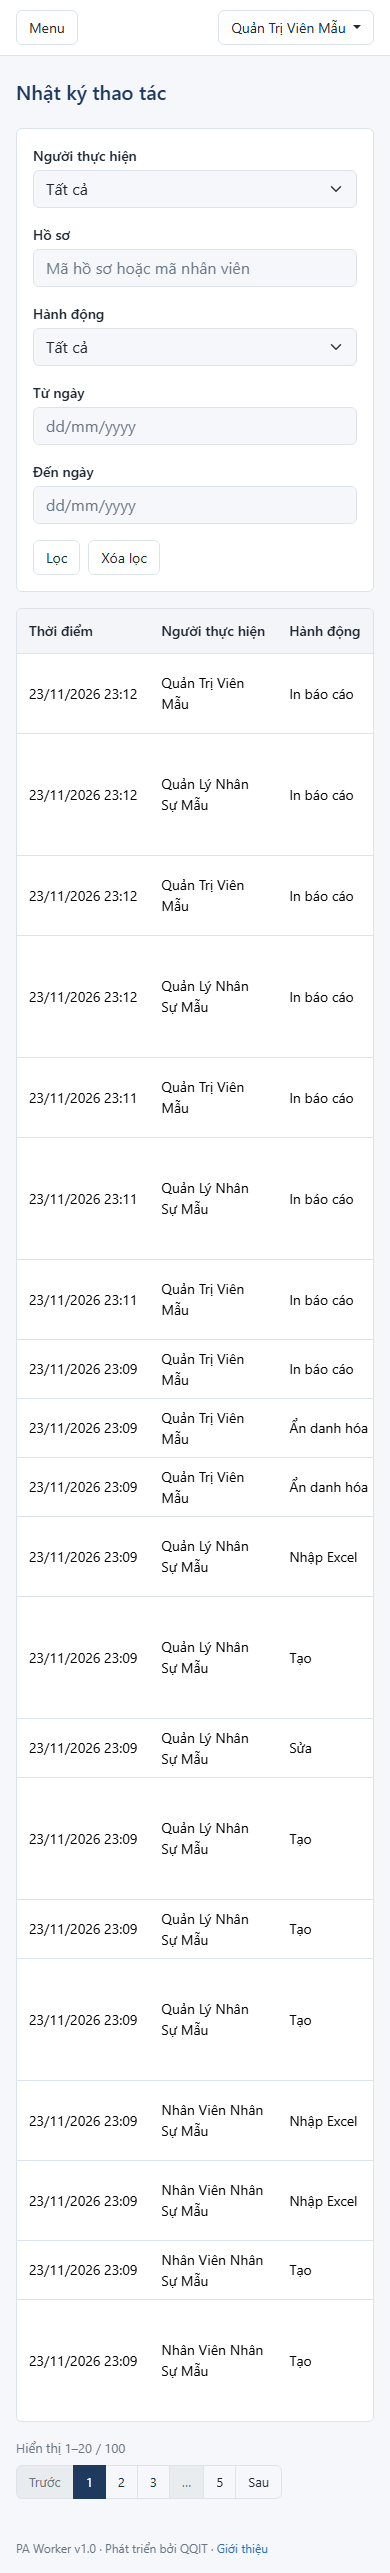 Menu
Quản Trị Viên Mẫu
Nhật ký thao tác
Người thực hiện
Tất cả
Hồ sơ
Mã hồ sơ hoặc mã nhân viên
Hành động
Tất cả
Từ ngày
dd/mm/yyyy
Đến ngày
dd/mm/yyyy
Lọc Xóa lọc
Thời điểm Người thực hiện Hành động
23/11/2026 23:12 Quản Trị Viên Mẫu In báo cáo
23/11/2026 23:12 Quản Lý Nhân Sự Mẫu In báo cáo
23/11/2026 23:12 Quản Trị Viên Mẫu In báo cáo
23/11/2026 23:12 Quản Lý Nhân Sự Mẫu In báo cáo
23/11/2026 23:11 Quản Trị Viên Mẫu In báo cáo
23/11/2026 23:11 Quản Lý Nhân Sự Mẫu In báo cáo
23/11/2026 23:11 Quản Trị Viên Mẫu In báo cáo
23/11/2026 23:09 Quản Trị Viên Mẫu In báo cáo
23/11/2026 23:09 Quản Trị Viên Mẫu Ẩn danh hóa
23/11/2026 23:09 Quản Trị Viên Mẫu Ẩn danh hóa
23/11/2026 23:09 Quản Lý Nhân Sự Mẫu Nhập Excel
23/11/2026 23:09 Quản Lý Nhân Sự Mẫu Tạo
23/11/2026 23:09 Quản Lý Nhân Sự Mẫu Sửa
23/11/2026 23:09 Quản Lý Nhân Sự Mẫu Tạo
23/11/2026 23:09 Quản Lý Nhân Sự Mẫu Tạo
23/11/2026 23:09 Quản Lý Nhân Sự Mẫu Tạo
23/11/2026 23:09 Nhân Viên Nhân Sự Mẫu Nhập Excel
23/11/2026 23:09 Nhân Viên Nhân Sự Mẫu Nhập Excel
23/11/2026 23:09 Nhân Viên Nhân Sự Mẫu Tạo
23/11/2026 23:09 Nhân Viên Nhân Sự Mẫu Tạo
Hiển thị 1–20 / 100
Trước 1 2 3 ... 5 Sau
PA Worker v1.0 · Phát triển bởi QQIT · Giới thiệu